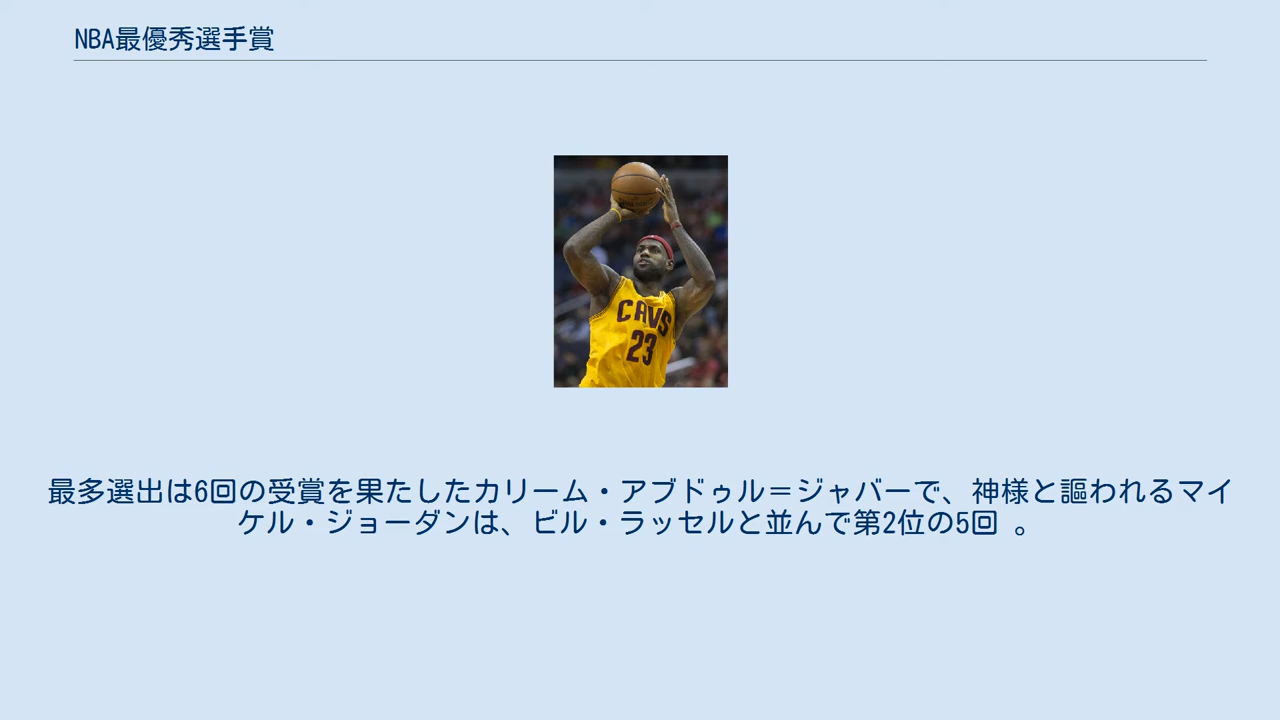 NBA最優秀選手賞
CAVS
23
最多選出は6回の受賞を果たしたカリーム・アブドゥル＝ジャバーで、神様と謳われるマイ
ケル・ジョーダンは、ビル・ラッセルと並んで第2位の5回 。